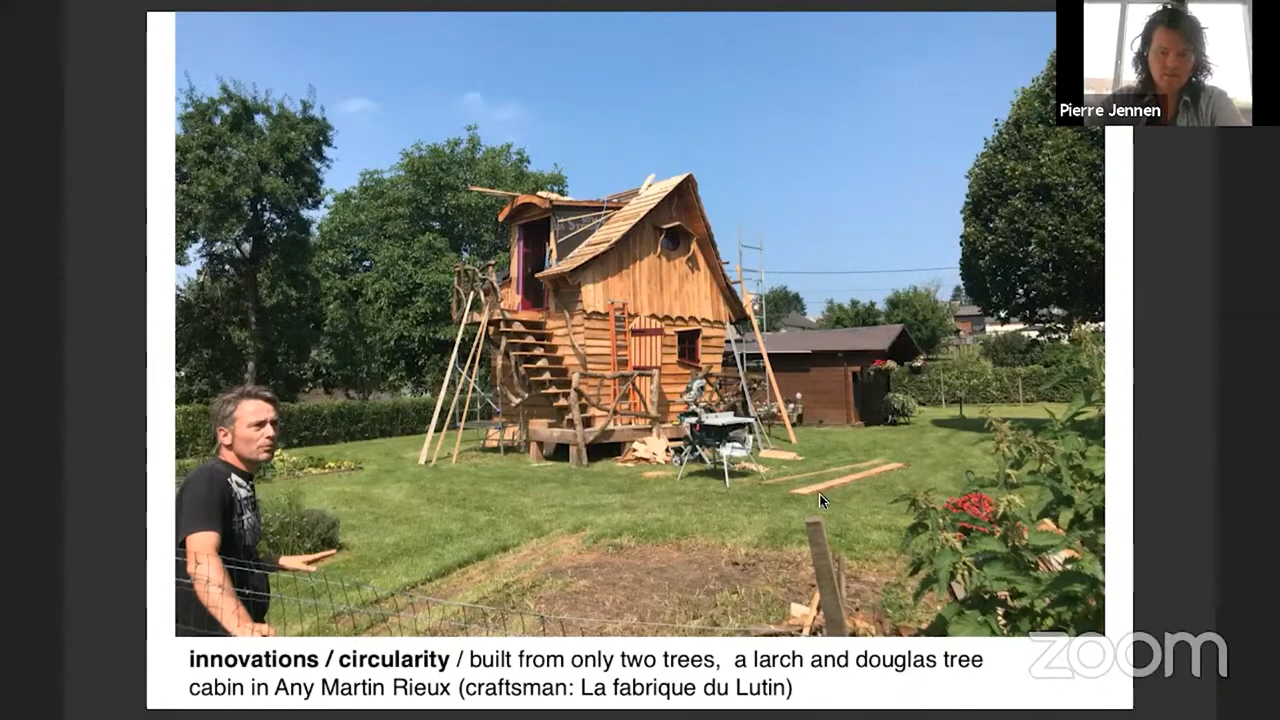 Pierre Jennen
innovations / circularity / built from only two trees, a larch and douglas tree
cabin in Any Martin Rieux (craftsman: La fabrique du Lutin)
zoom